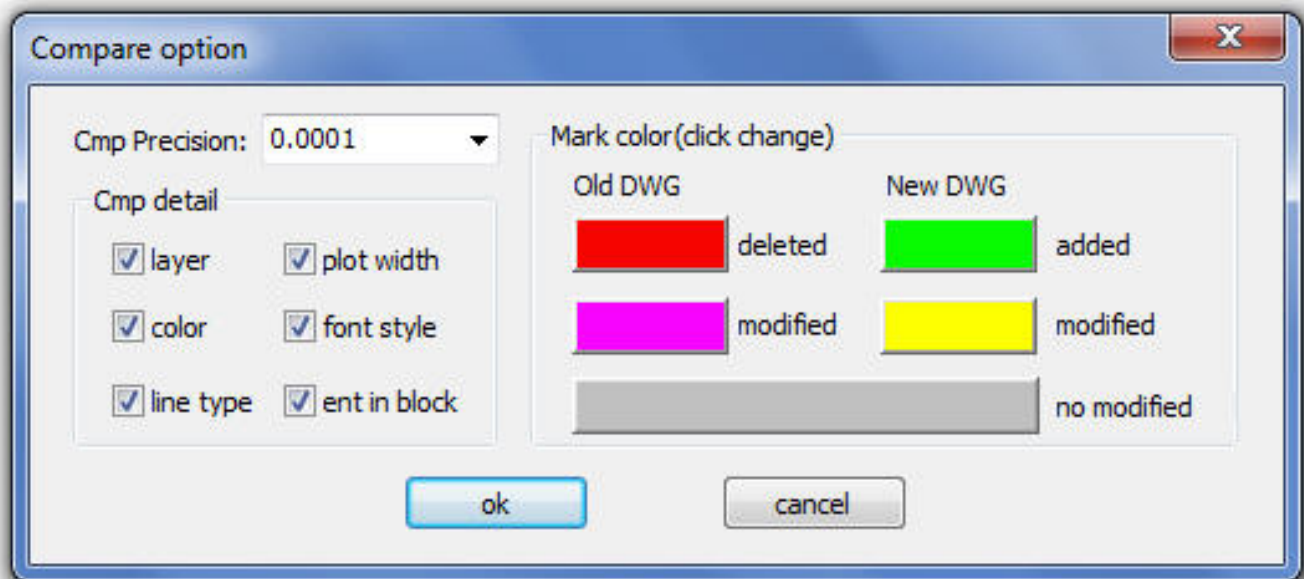 Compare option
Cmp Precision: 0.0001
Cmp detail
layer plot width
color font style
line type ent in block
Mark color(click change)
Old DWG New DWG
deleted added
modified modified
no modified
ok cancel